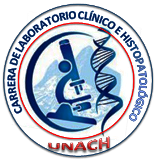 CARRERA DE LABORATORIO CLÍNICO E HISTOPATOLÓGICO
UNACH